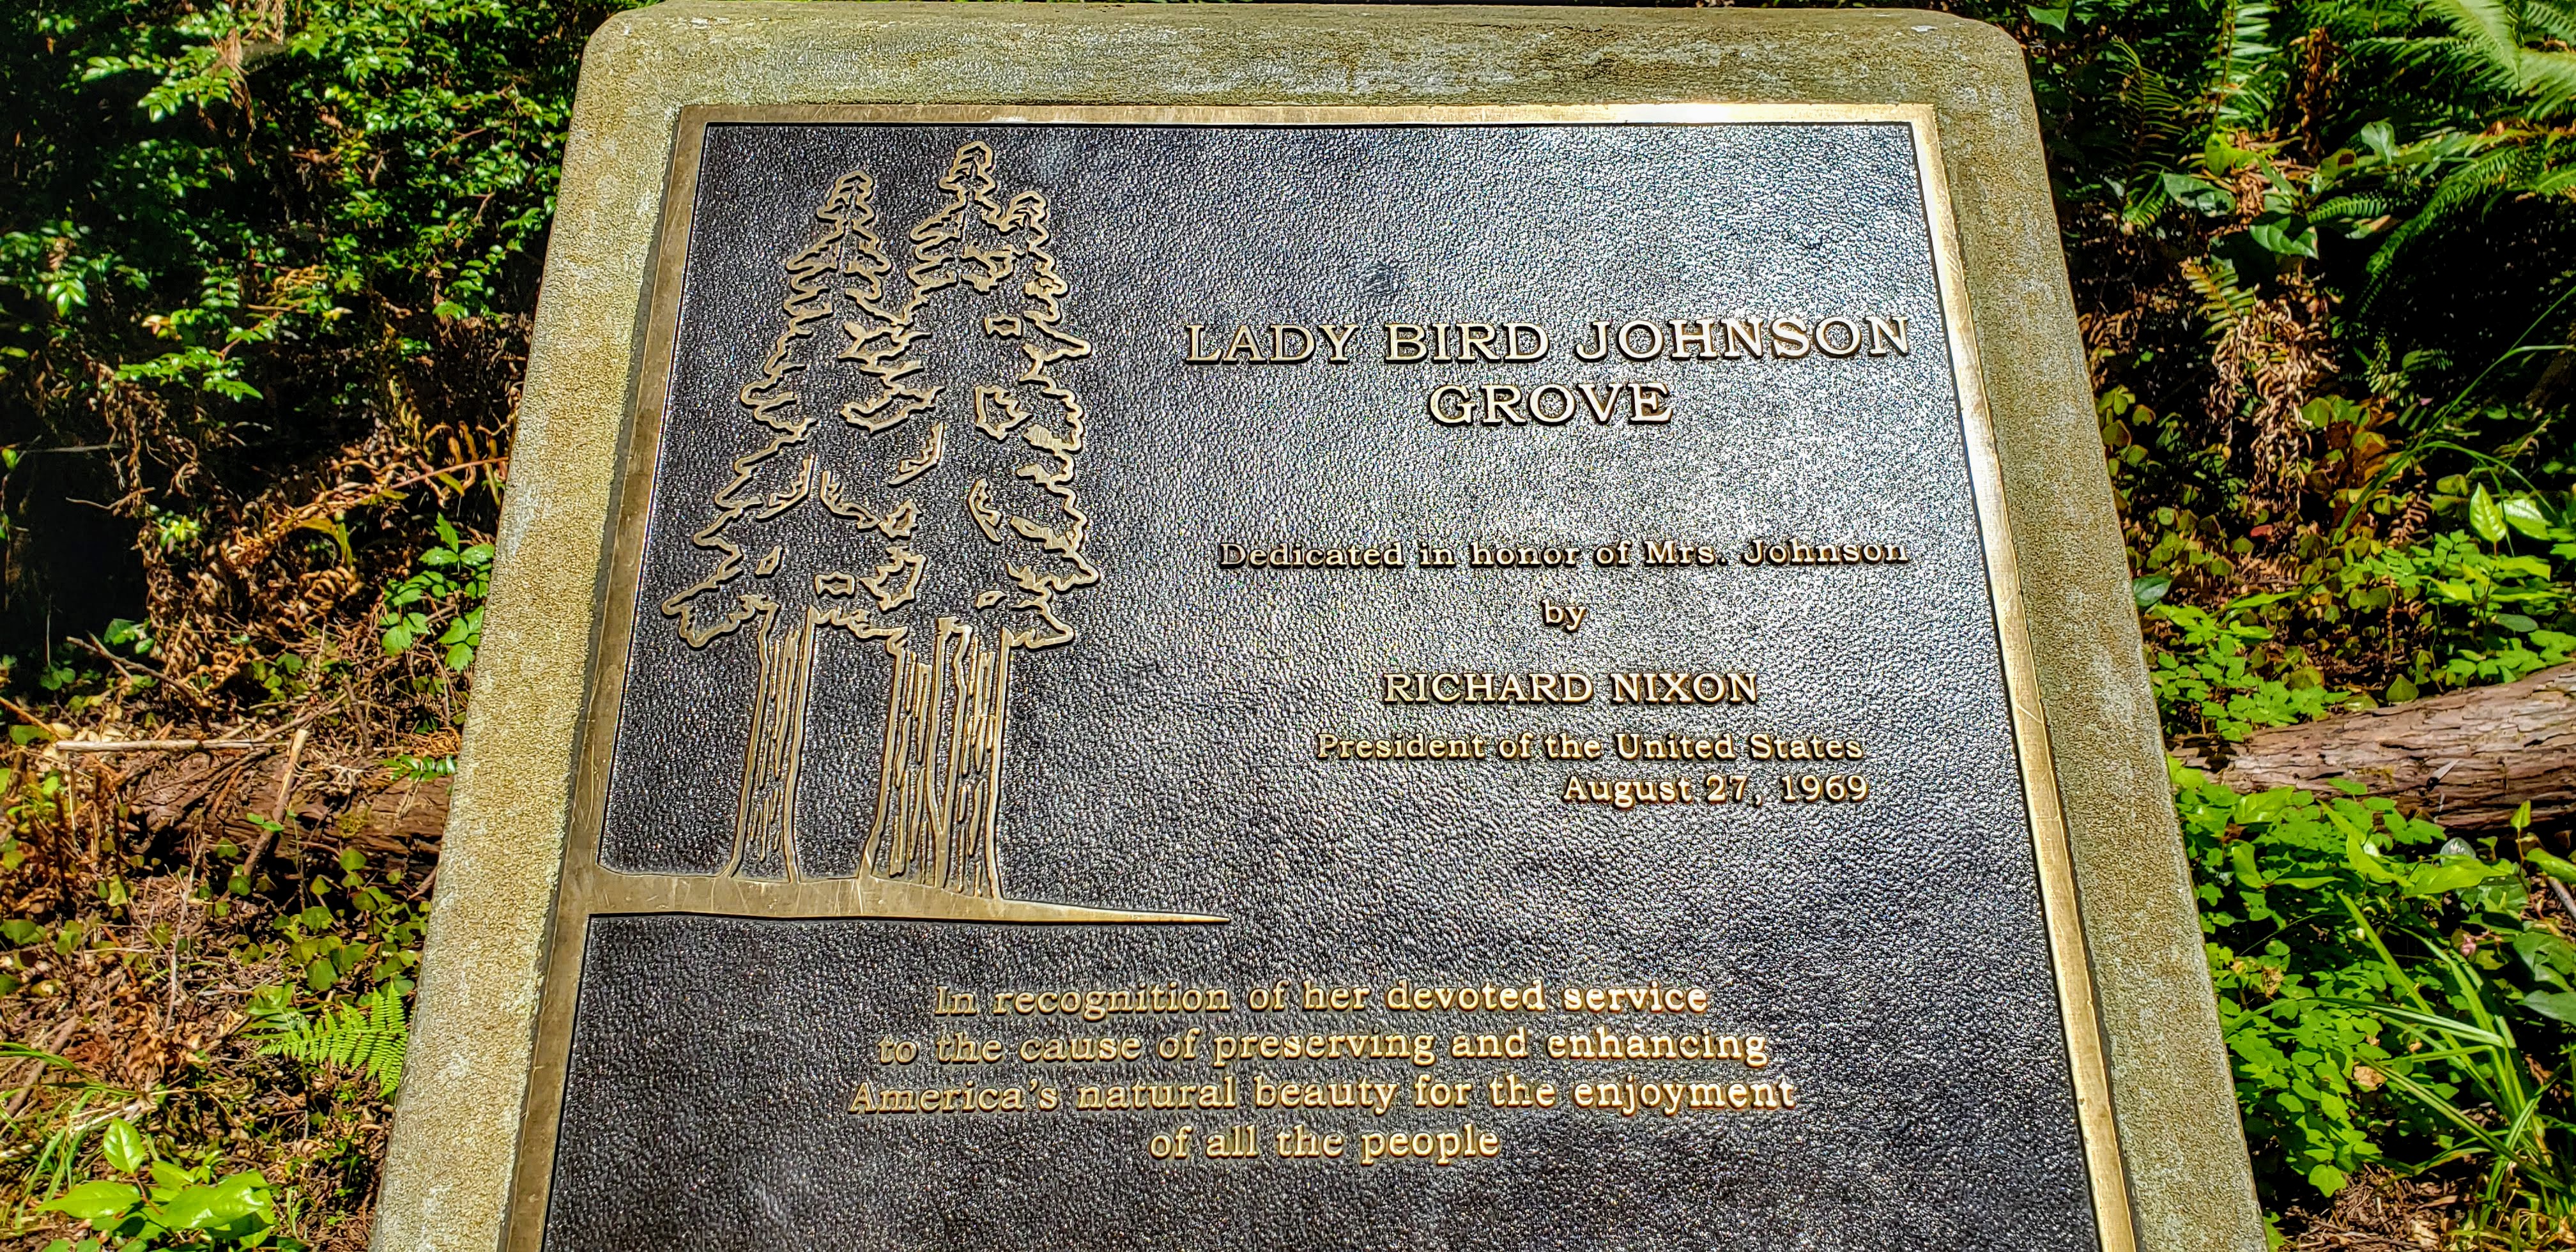 LADY BIRD JOHNSON
GROVE
Dedicated in honor of Mrs. Johnson
by
RICHARD NIXON
President of the United States
August 27, 1969
In recognition of her devoted service
to the cause of preserving and enhancing
America's natural beauty for the enjoyment
of all the people